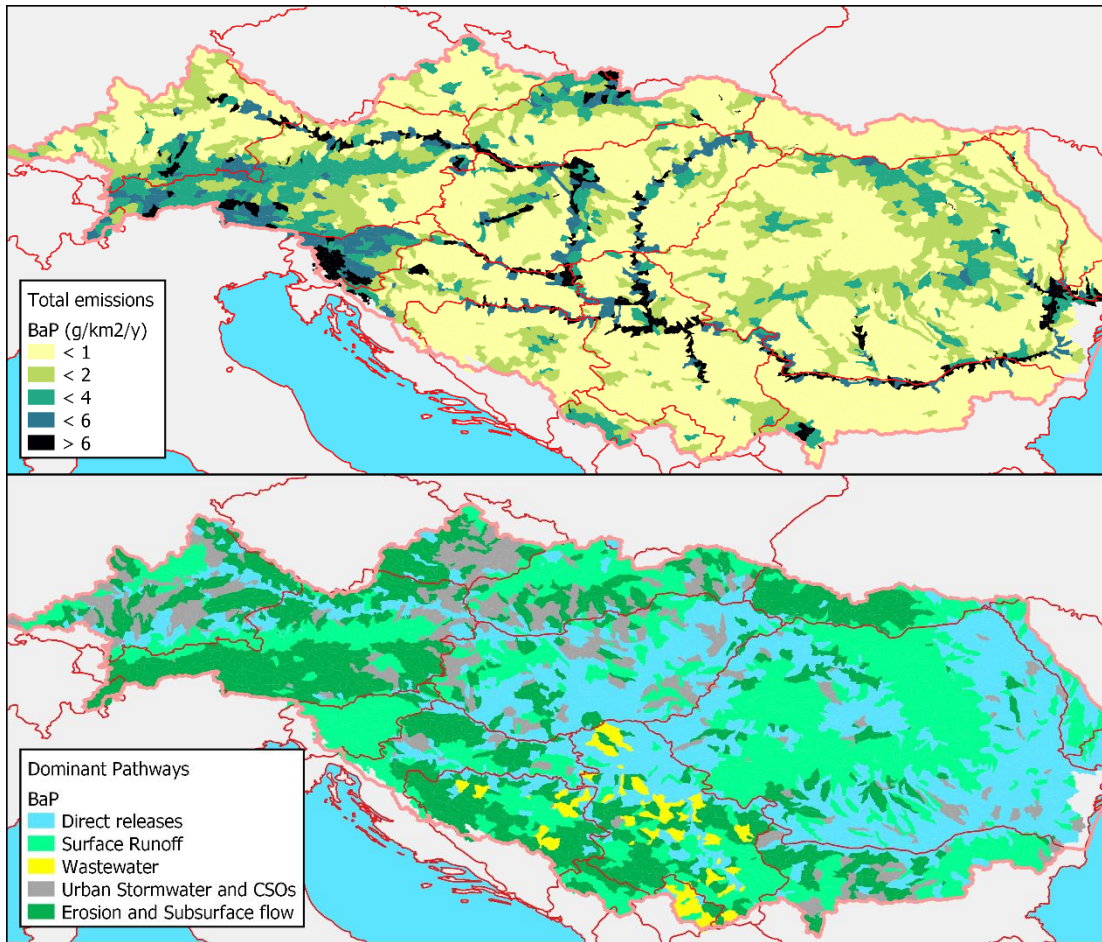 Total emissions
BaP (g/km2/y)
< 1
< 2
< 4
< 6
> 6
Dominant Pathways
BaP
Direct releases
Surface Runoff
Wastewater
Urban Stormwater and CSOs
Erosion and Subsurface flow